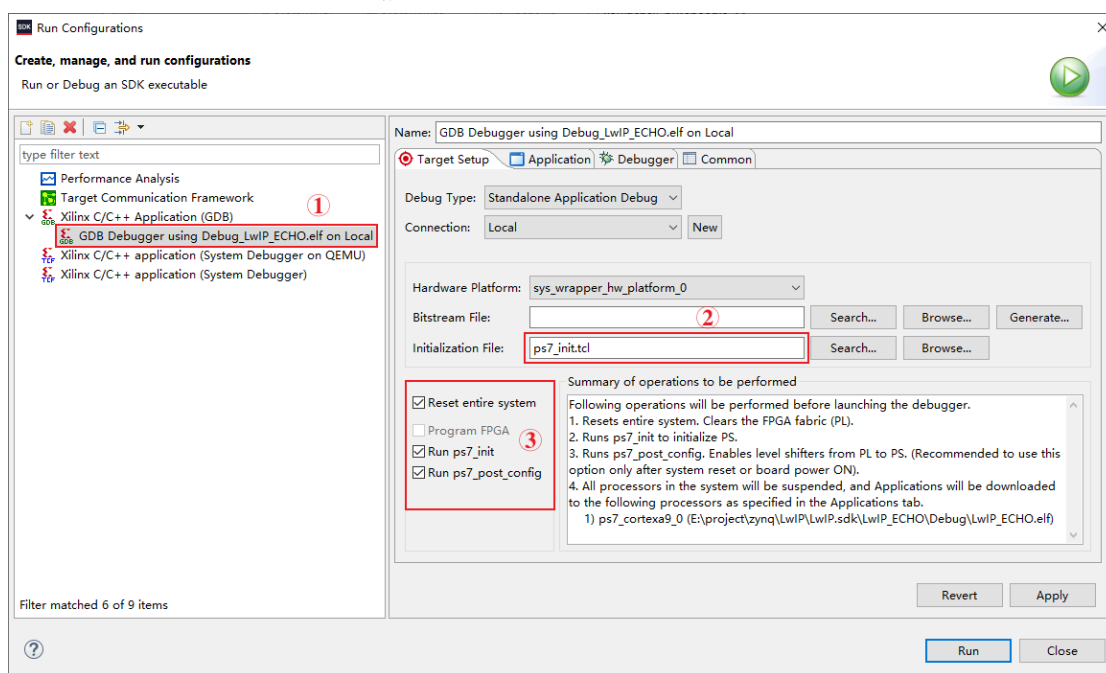 SDK Run Configurations
Create, manage, and run configurations
Run or Debug an SDK executable
type filter text
Performance Analysis
Target Communication Framework
①
Xilinx C/C++ Application (GDB)
GDB Debugger using Debug_LwIP_ECHO.elf on Local
Xilinx C/C++ application (System Debugger on QEMU)
Xilinx C/C++ application (System Debugger)
Filter matched 6 of 9 items
Name: GDB Debugger using Debug_LwIP_ECHO.elf on Local
Target Setup Application Debugger Common
Debug Type: Standalone Application Debug
Connection: Local New
Hardware Platform: sys_wrapper_hw_platform_0
Bitstream File: ② Search... Browse... Generate...
Initialization File: ps7_init.tcl Search... Browse...
Reset entire system
Program FPGA
③
Run ps7_init
Run ps7_post_config
Summary of operations to be performed
Following operations will be performed before launching the debugger.
1. Resets entire system. Clears the FPGA fabric (PL).
2. Runs ps7_init to initialize PS.
3. Runs ps7_post_config. Enables level shifters from PL to PS. (Recommended to use this
option only after system reset or board power ON).
4. All processors in the system will be suspended, and Applications will be downloaded
to the following processors as specified in the Applications tab.
1) ps7_cortexa9_0 (E:\project\zynq\LwIP\LwIP.sdk\LwIP_ECHO\Debug\LwIP_ECHO.elf)
Revert Apply
Run Close